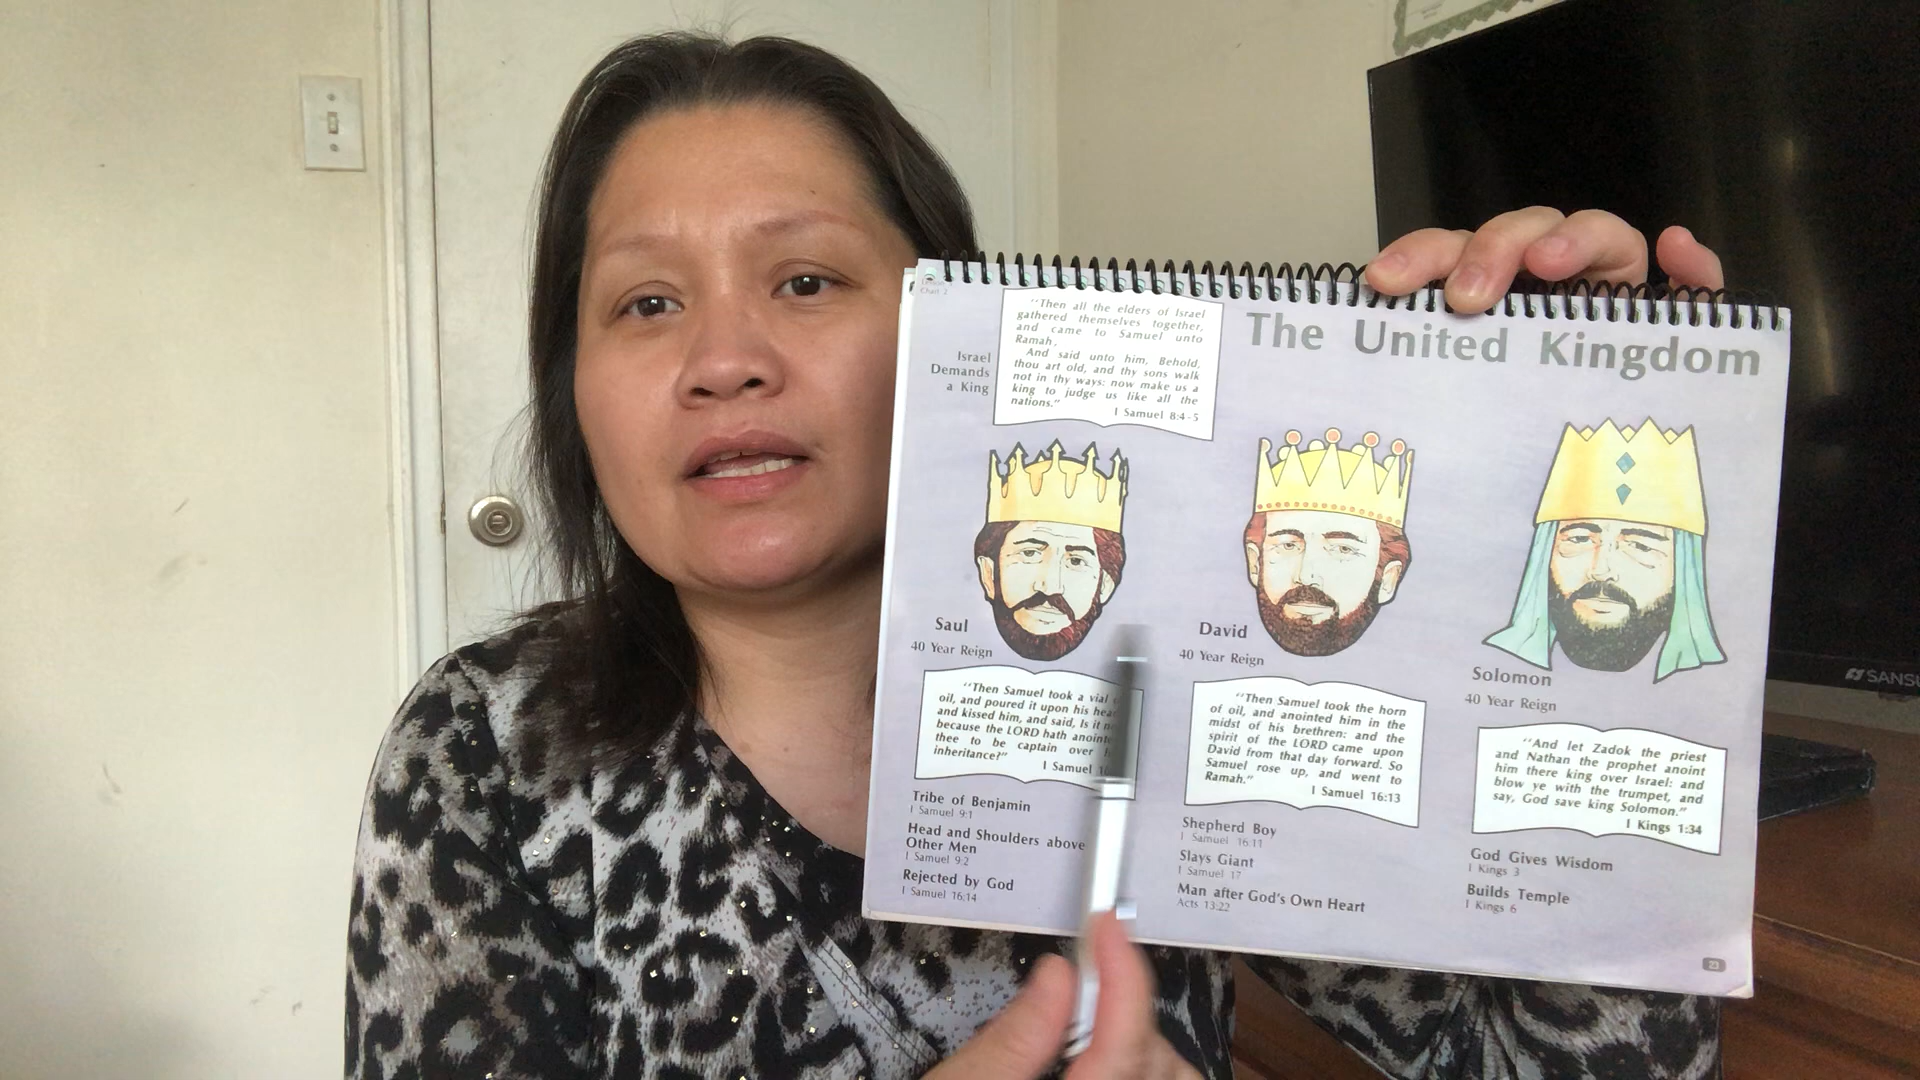 Chart 2
The United Kingdom
Israel
Demands
a King
"Then all the elders of Israel
gathered themselves together,
and came to Samuel unto
Ramah,
And said unto him, Behold,
thou art old, and thy sons walk
not in thy ways: now make us a
king to judge us like all the
nations."
I Samuel 8:4-5
Saul
40 Year Reign
"Then Samuel took a vial
oil, and poured it upon his
and kissed him, and said, Is it
because the LORD hath
thee to be captain over
inheritance?"
I Samuel
Tribe of Benjamin
I Samuel 9:1
Head and Shoulders above
Other Men
I Samuel 9:2
Rejected by God
I Samuel 16:14
David
40 Year Reign
"Then Samuel took the horn
of oil, and anointed him in the
midst of his brethren: and the
spirit of the LORD came upon
David from that day forward. So
Samuel rose up, and went to
Ramah."
I Samuel 16:13
Shepherd Boy
I Samuel 16:11
Slays Giant
I Samuel 17
Man after God's Own Heart
Acts 13:22
Solomon
40 Year Reign
"And let Zadok the priest
and Nathan the prophet anoint
him there king over Israel: and
blow ye with the trumpet, and
say, God save king Solomon."
I Kings 1:34
God Gives Wisdom
I Kings 3
Builds Temple
I Kings 6
23